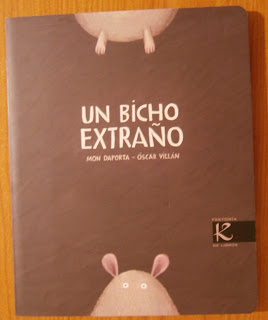 UN BICHO
EXTRAÑO
MON DAPORTA - ÓSCAR VILLÁN
FACTORÍA
K
DE LIBROS